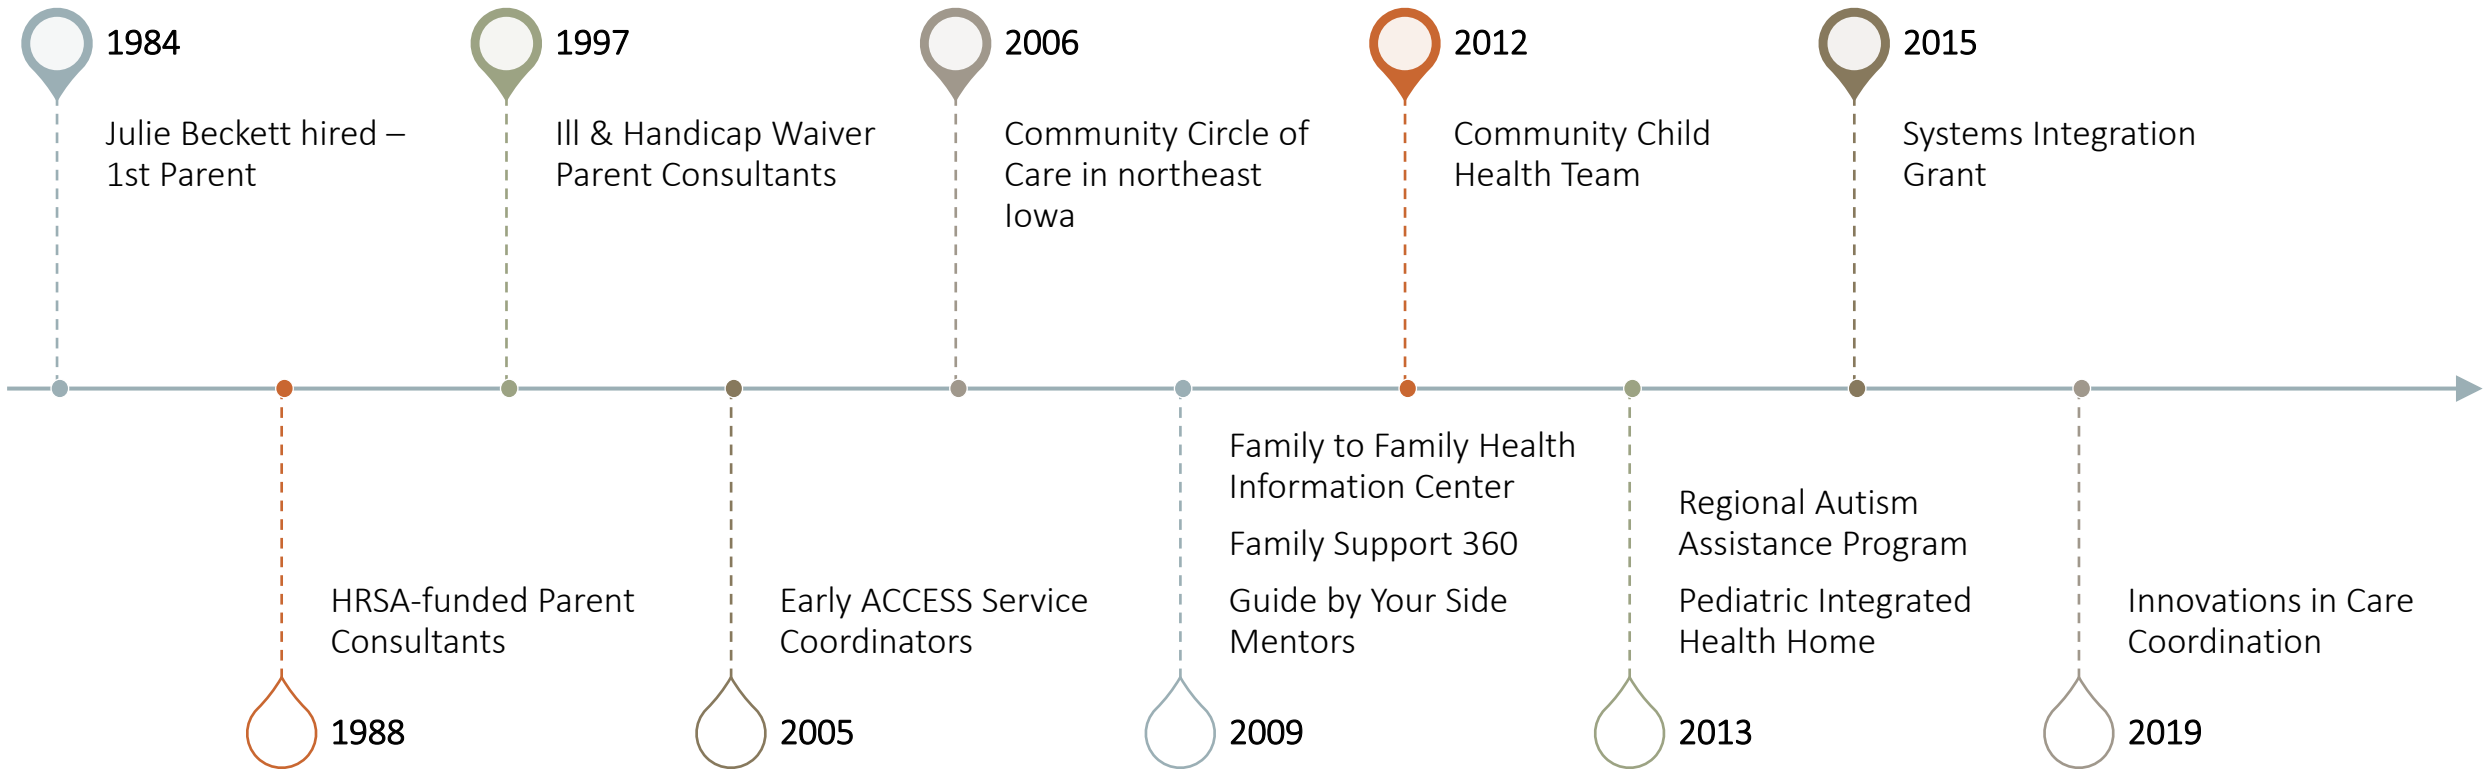 1984
Julie Beckett hired –
1st Parent
1997
Ill & Handicap Waiver
Parent Consultants
2006
Community Circle of
Care in northeast
Iowa
2012
Community Child
Health Team
2015
Systems Integration
Grant
HRSA-funded Parent
Consultants
1988
Early ACCESS Service
Coordinators
2005
Family to Family Health
Information Center
Family Support 360
Guide by Your Side
Mentors
2009
Regional Autism
Assistance Program
Pediatric Integrated
Health Home
2013
Innovations in Care
Coordination
2019